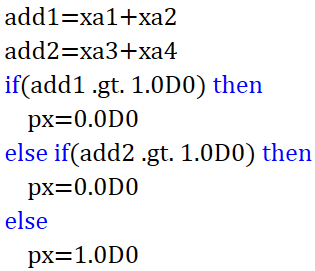 add1=xa1+xa2
add2=xa3+xa4
if(add1 .gt. 1.0D0) then
px=0.0D0
else if(add2 .gt. 1.0D0) then
px=0.0D0
else
px=1.0D0